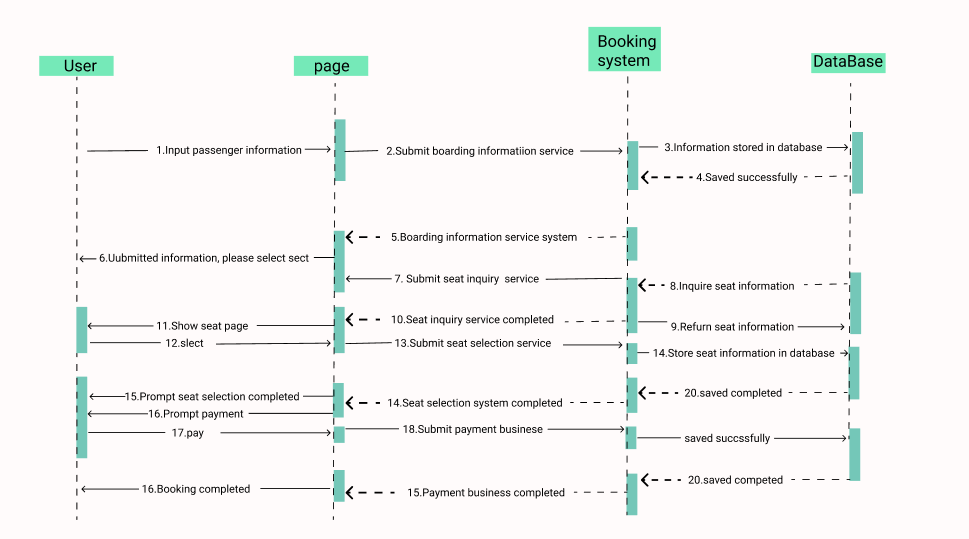 User
page
Booking
system
DataBase
1.Input passenger information
2.Submit boarding informatiion service
3.Information stored in database
4.Saved successfully
5.Boarding information service system
6.Uubmitted information, please select sect
7. Submit seat inquiry service
8.Inquire seat information
9.Refurn seat information
10.Seat inquiry service completed
11.Show seat page
12.slect
13.Submit seat selection service
14.Store seat information in database
15.Prompt seat selection completed
14.Seat selection system completed
20.saved completed
16.Prompt payment
17.pay
18.Submit payment businese
saved succssfully
20.saved competed
16.Booking completed
15.Payment business completed